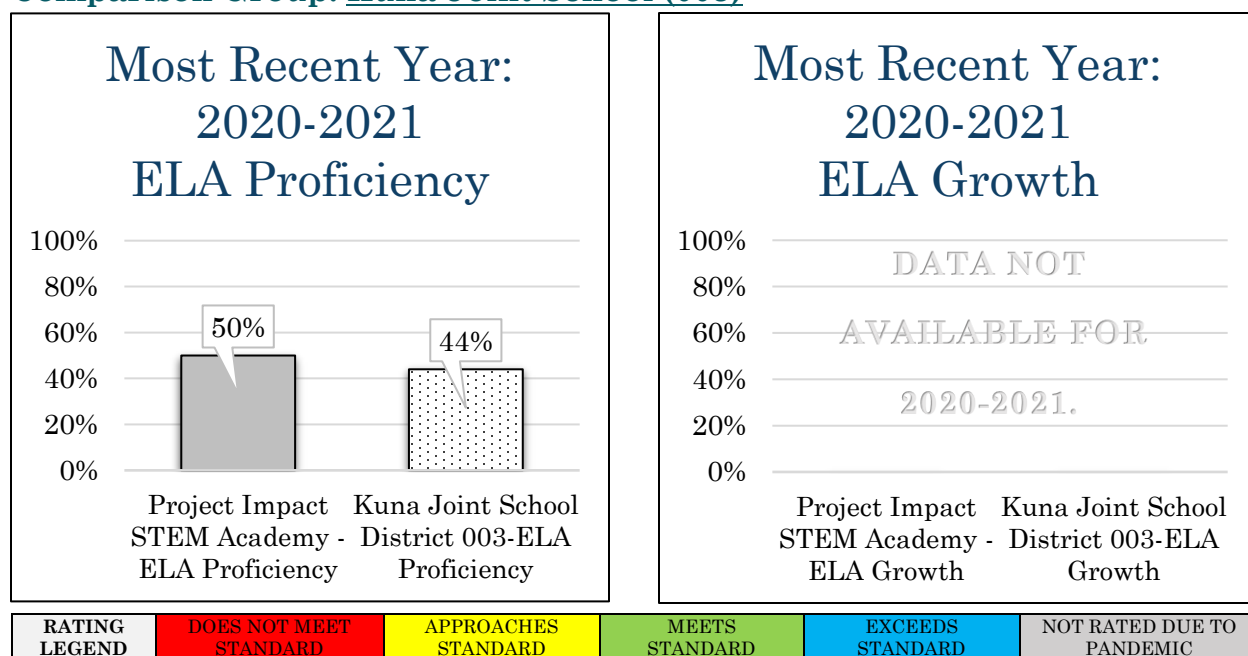 Most Recent Year:
2020-2021
ELA Proficiency
100%
80%
60%
40%
20%
0%
50%
44%
Project Impact
STEM Academy -
ELA Proficiency
Kuna Joint School
District 003-ELA
Proficiency
Most Recent Year:
2020-2021
ELA Growth
100%
80%
60%
40%
20%
0%
DATA NOT
AVAILABLE FOR
2020-2021.
Project Impact
STEM Academy -
ELA Growth
Kuna Joint School
District 003-ELA
Growth
RATING
LEGEND
DOES NOT MEET
STANDARD
APPROACHES
STANDARD
MEETS
STANDARD
EXCEEDS
STANDARD
NOT RATED DUE TO
PANDEMIC